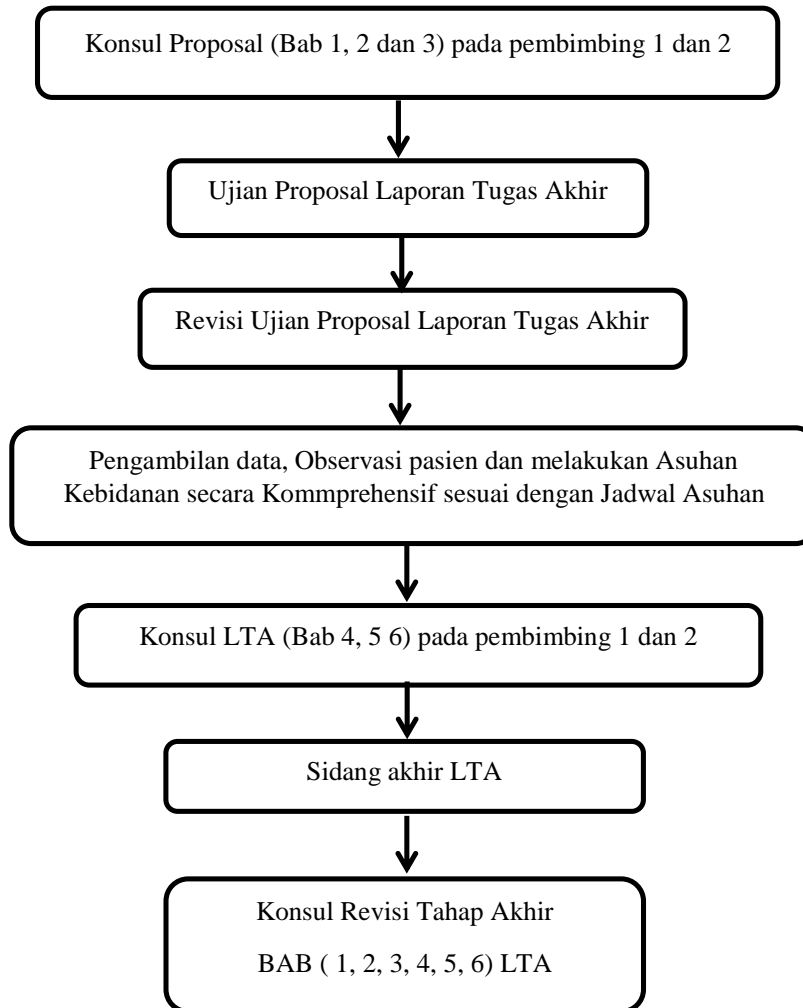 Konsul Proposal (Bab 1, 2 dan 3) pada pembimbing 1 dan 2
Ujian Proposal Laporan Tugas Akhir
Revisi Ujian Proposal Laporan Tugas Akhir
Pengambilan data, Observasi pasien dan melakukan Asuhan
Kebidanan secara Kommprehensif sesuai dengan Jadwal Asuhan
Konsul LTA (Bab 4, 5 6) pada pembimbing 1 dan 2
Sidang akhir LTA
Konsul Revisi Tahap Akhir
BAB ( 1, 2, 3, 4, 5, 6) LTA